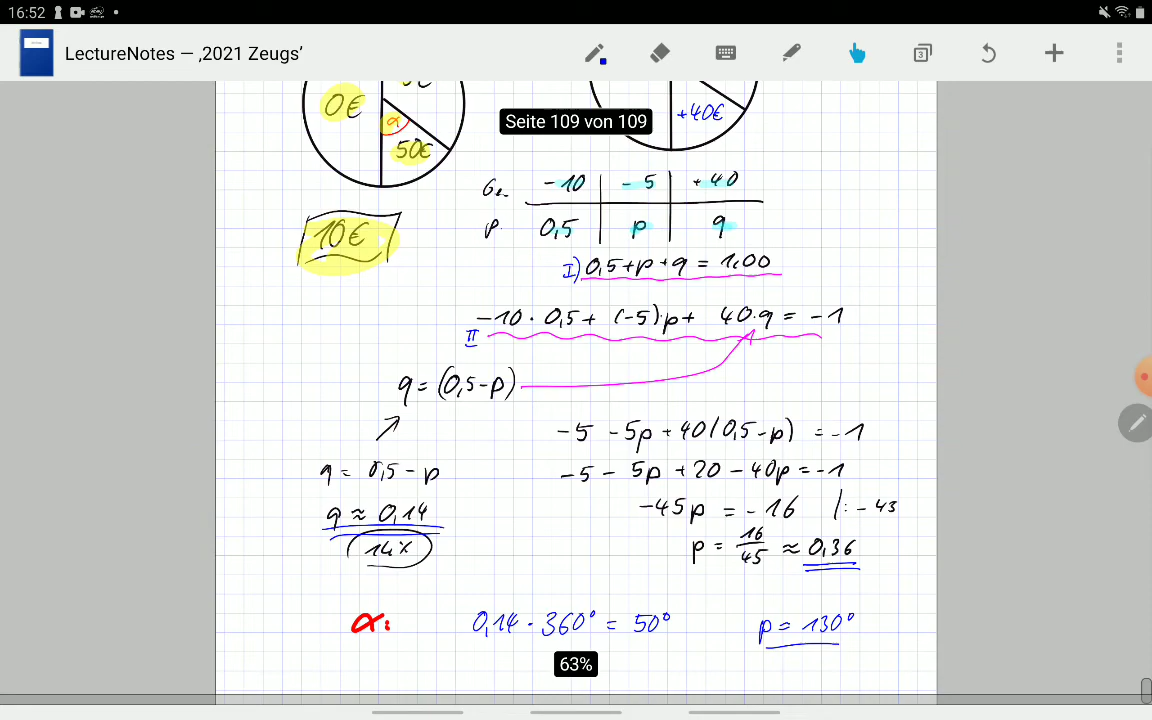 16:52
LectureNotes — ‚2021 Zeugs'
3
0€
α
50€
+40€
Seite 109 von 109
Ge. -10 -5 +40
p. 0,5 p q
10€
I) 0,5+p+q = 1,00
-10 · 0,5 + (-5)·p + 40·q = -1
II
q = (0,5-p)
-5 - 5p + 40(0,5-p) = -1
q = 0,5 - p
-5 - 5p + 20 - 40p = -1
-45p = -16 |: -45
q ≈ 0,14
p = 16/45 ≈ 0,36
14%
α: 0,14 · 360° = 50° p = 130°
63%